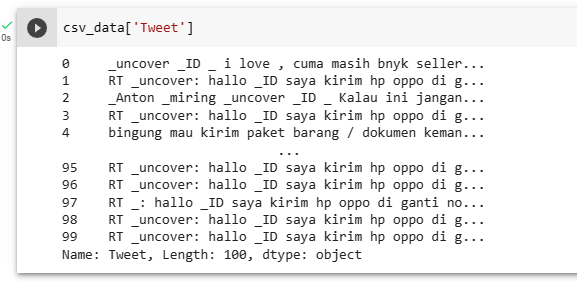 csv_data['Tweet']
0s
0 _uncover _ID _ i love , cuma masih bnyk seller...
1 RT _uncover: hallo _ID saya kirim hp oppo di g...
2 _Anton _miring _uncover _ID _ Kalau ini jangan...
3 RT _uncover: hallo _ID saya kirim hp oppo di g...
4 bingung mau kirim paket barang / dokumen keman...
...
95 RT _uncover: hallo _ID saya kirim hp oppo di g...
96 RT _uncover: hallo _ID saya kirim hp oppo di g...
97 RT _: hallo _ID saya kirim hp oppo di ganti no...
98 RT _uncover: hallo _ID saya kirim hp oppo di g...
99 RT _uncover: hallo _ID saya kirim hp oppo di g...
Name: Tweet, Length: 100, dtype: object